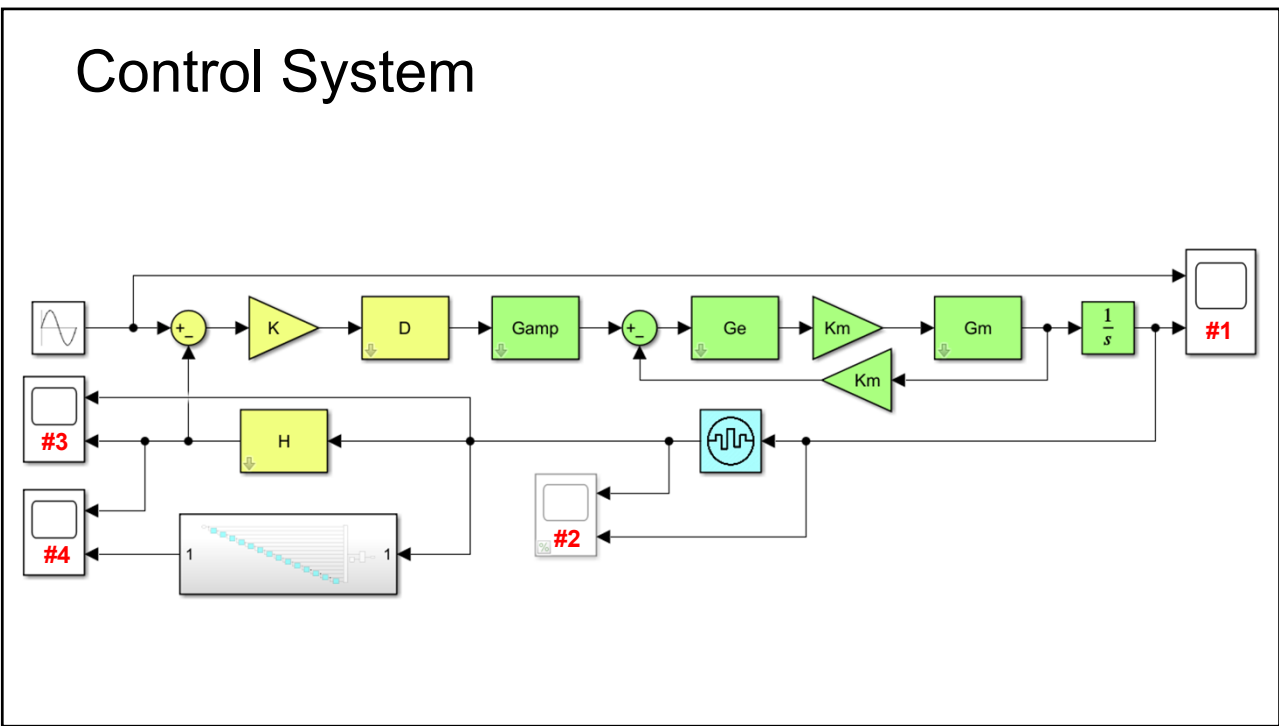 Control System
#1
+
−
K
D
Gamp
+
−
Ge
Km
Gm
1
s
Km
#3
H
#2
%
#4
1
1